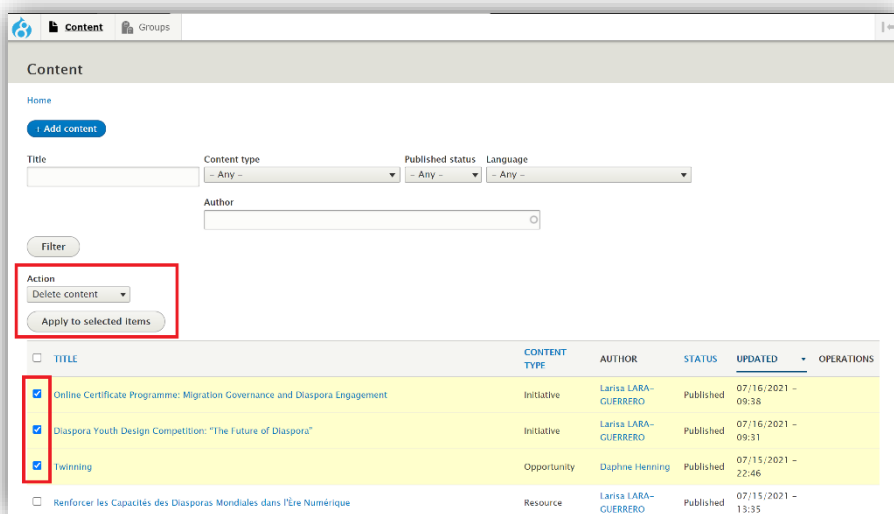 Content Groups
Content
Home
Add content
Title Content type Published status Language
- Any - - Any - - Any -
Author
Filter
Action
Delete content
Apply to selected items
TITLE CONTENT TYPE AUTHOR STATUS UPDATED OPERATIONS
Online Certificate Programme: Migration Governance and Diaspora Engagement Initiative Larisa LARA-GUERRERO Published 07/16/2021 - 09:38
Diaspora Youth Design Competition: "The Future of Diaspora" Initiative Larisa LARA-GUERRERO Published 07/16/2021 - 09:31
Twinning Opportunity Daphne Henning Published 07/15/2021 - 22:46
Renforcer les Capacités des Diasporas Mondiales dans l'Ère Numérique Resource Larisa LARA-GUERRERO Published 07/15/2021 - 13:35